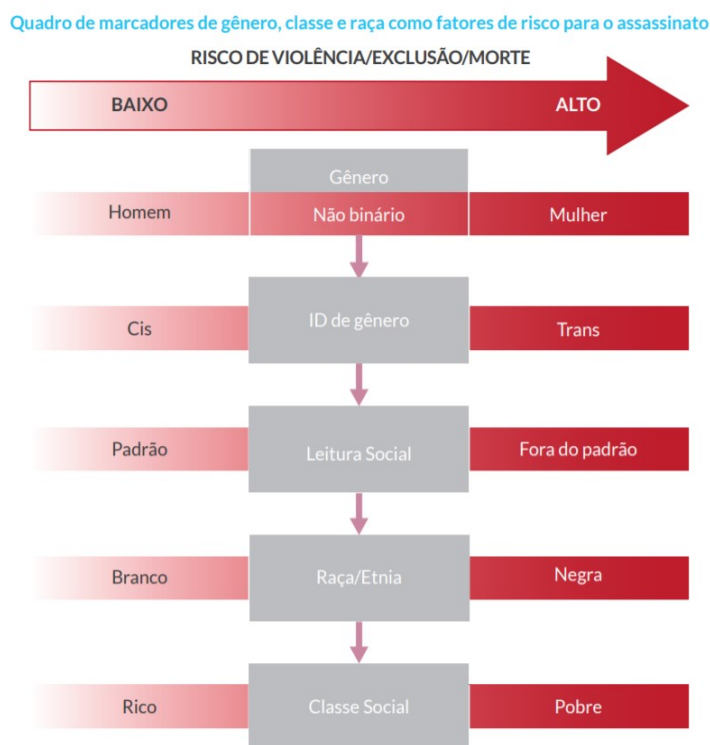 Quadro de marcadores de gênero, classe e raça como fatores de risco para o assassinato
RISCO DE VIOLÊNCIA/EXCLUSÃO/MORTE
BAIXO ALTO
Gênero
Homem Não binário Mulher
Cis ID de gênero Trans
Padrão Leitura Social Fora do padrão
Branco Raça/Etnia Negra
Rico Classe Social Pobre